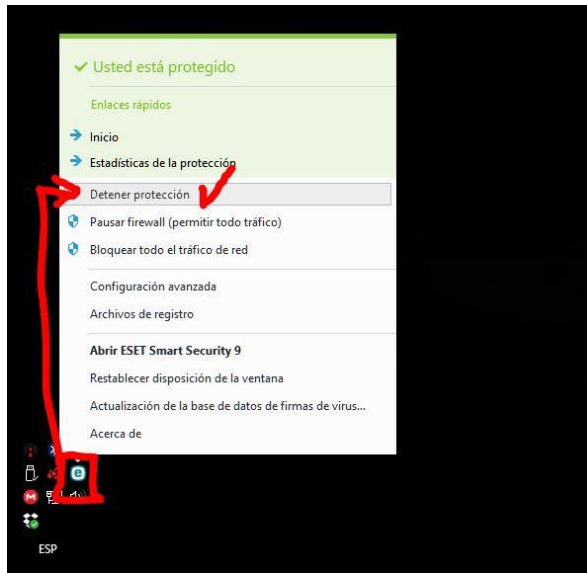 Usted está protegido
Enlaces rápidos
Inicio
Estadísticas de la protección
Detener protección
Pausar firewall (permitir todo tráfico)
Bloquear todo el tráfico de red
Configuración avanzada
Archivos de registro
Abrir ESET Smart Security 9
Restablecer disposición de la ventana
Actualización de la base de datos de firmas de virus...
Acerca de
e
M
ESP